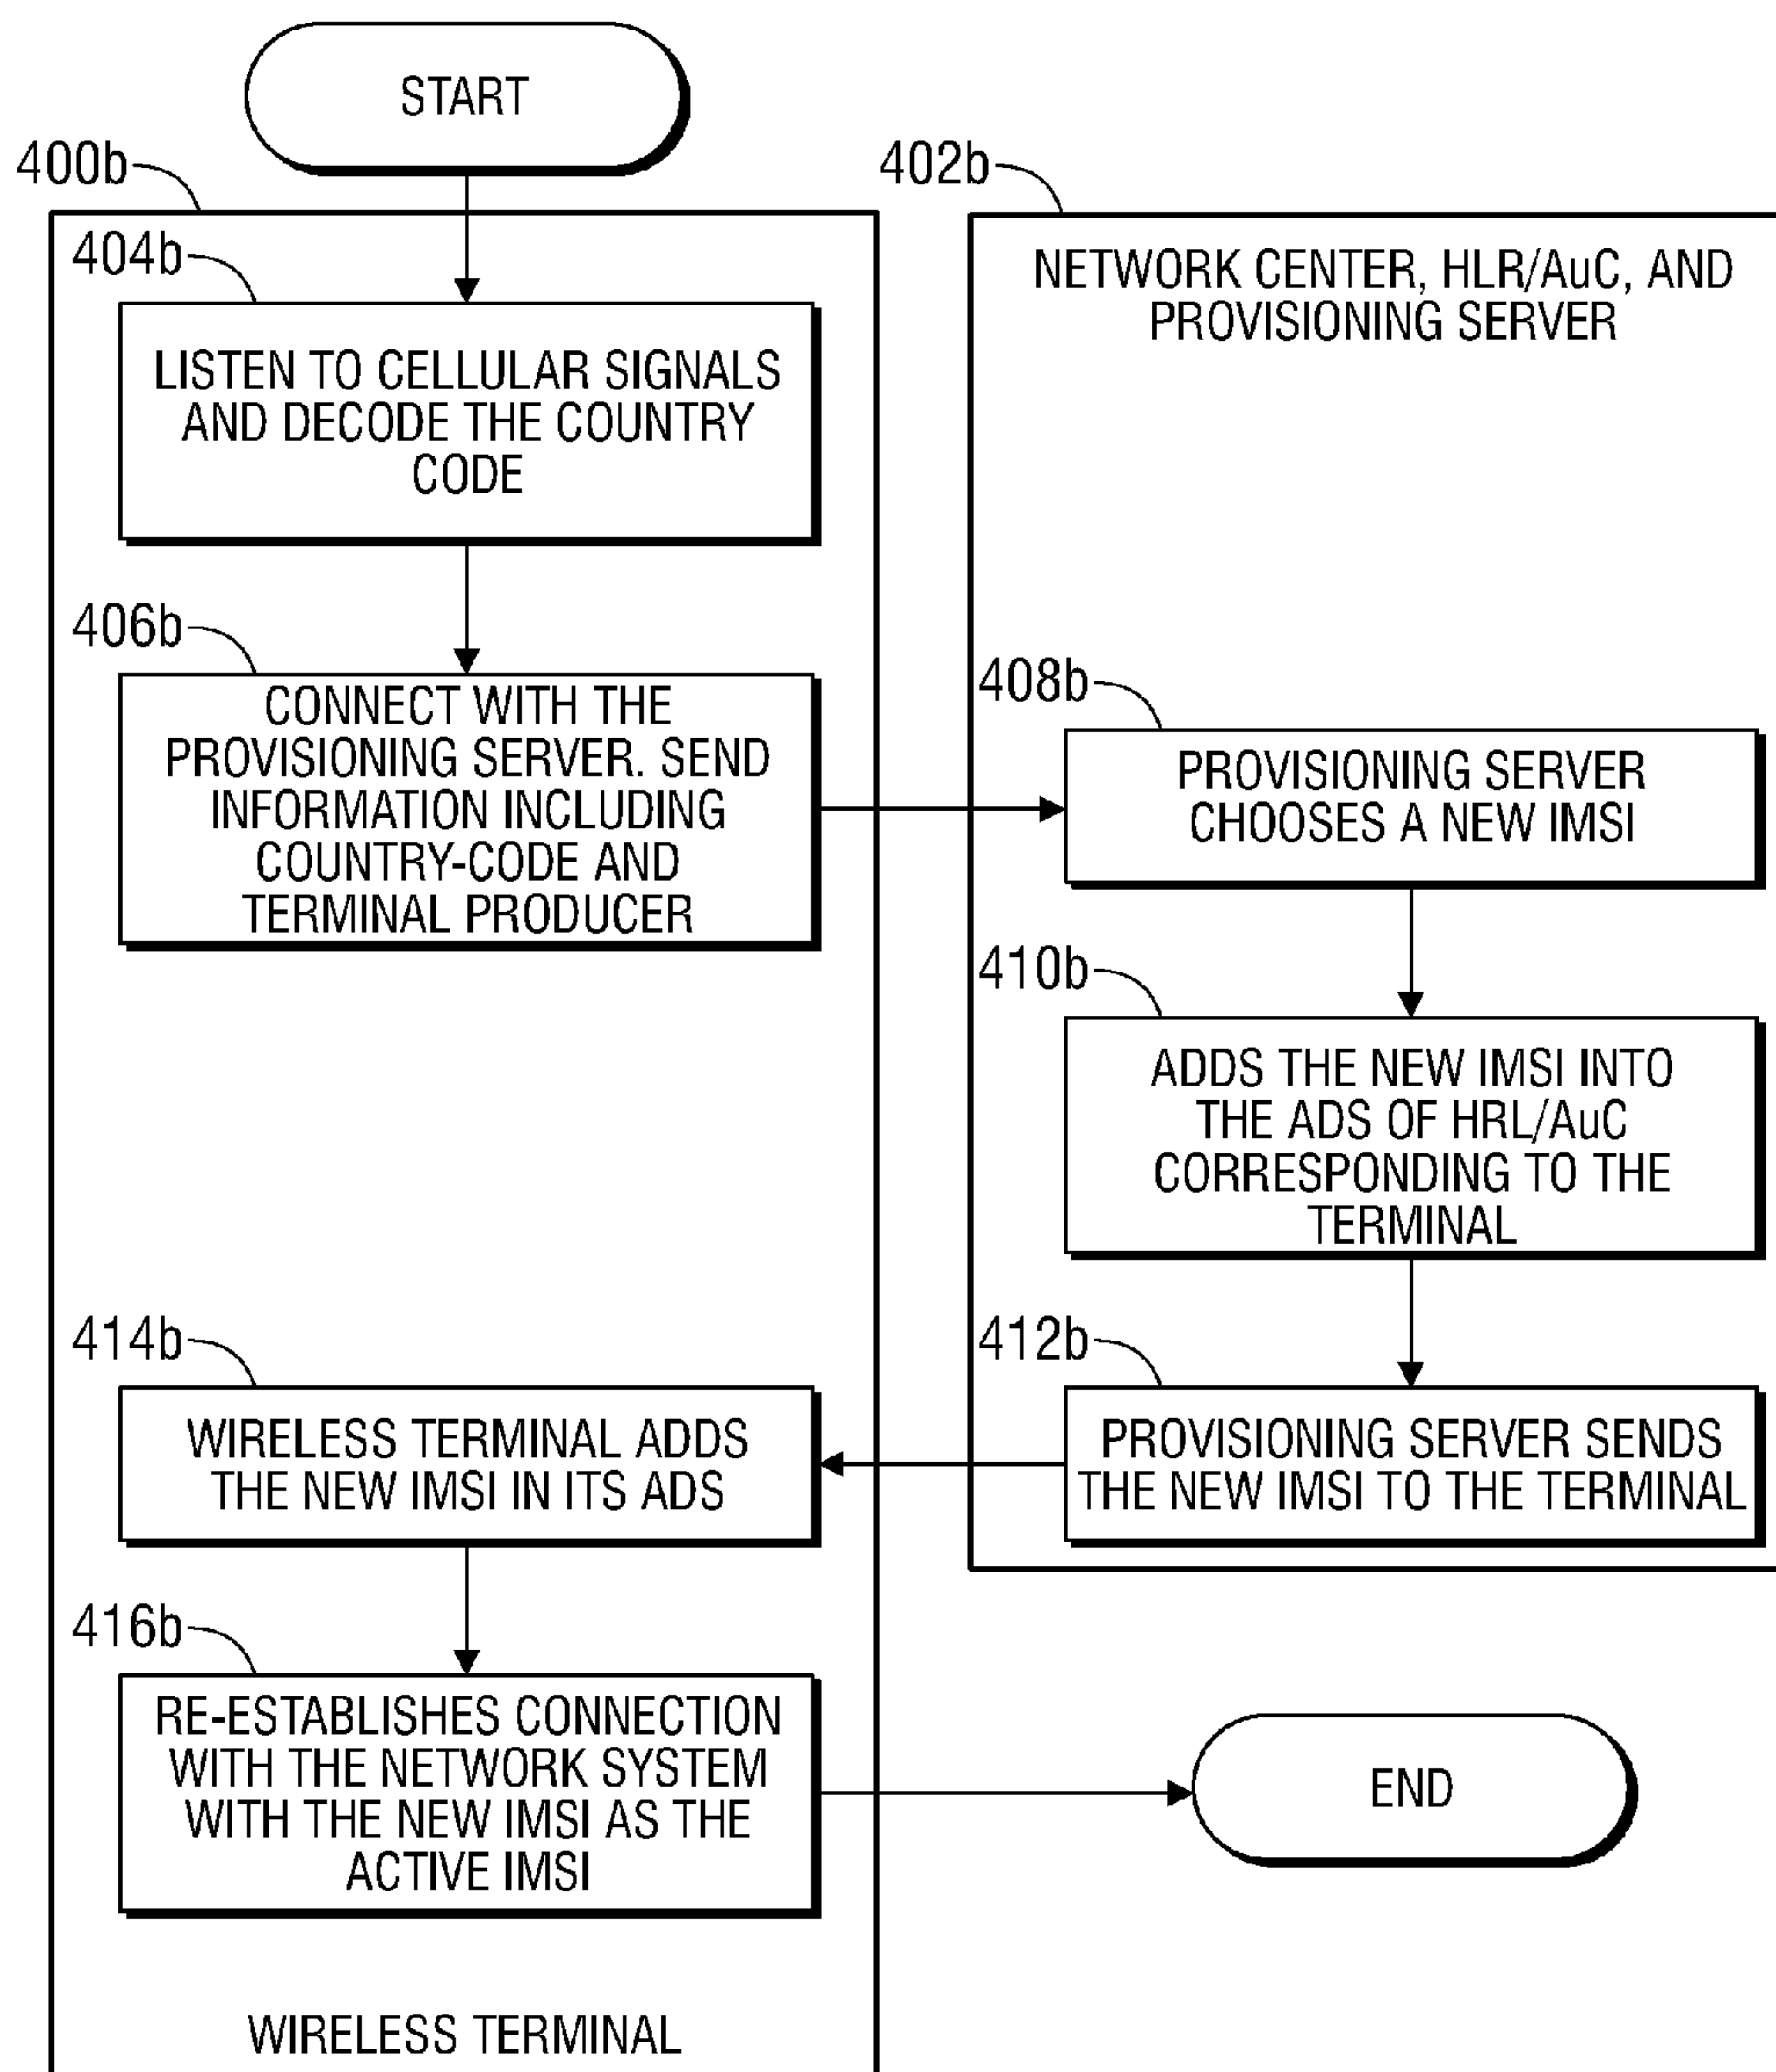 START
400b
402b
404b
NETWORK CENTER, HLR/AuC, AND
PROVISIONING SERVER
LISTEN TO CELLULAR SIGNALS
AND DECODE THE COUNTRY
CODE
406b
CONNECT WITH THE
PROVISIONING SERVER. SEND
INFORMATION INCLUDING
COUNTRY-CODE AND
TERMINAL PRODUCER
408b
PROVISIONING SERVER
CHOOSES A NEW IMSI
410b
ADDS THE NEW IMSI INTO
THE ADS OF HRL/AuC
CORRESPONDING TO THE
TERMINAL
412b
PROVISIONING SERVER SENDS
THE NEW IMSI TO THE TERMINAL
414b
WIRELESS TERMINAL ADDS
THE NEW IMSI IN ITS ADS
416b
RE-ESTABLISHES CONNECTION
WITH THE NETWORK SYSTEM
WITH THE NEW IMSI AS THE
ACTIVE IMSI
END
WIRELESS TERMINAL